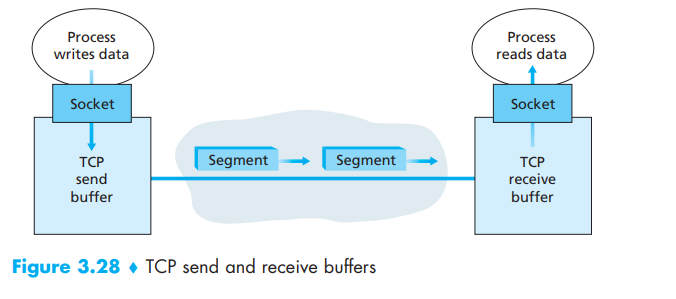 Process
writes data
Process
reads data
Socket
Socket
TCP
send
buffer
Segment
Segment
TCP
receive
buffer
Figure 3.28 ♦ TCP send and receive buffers